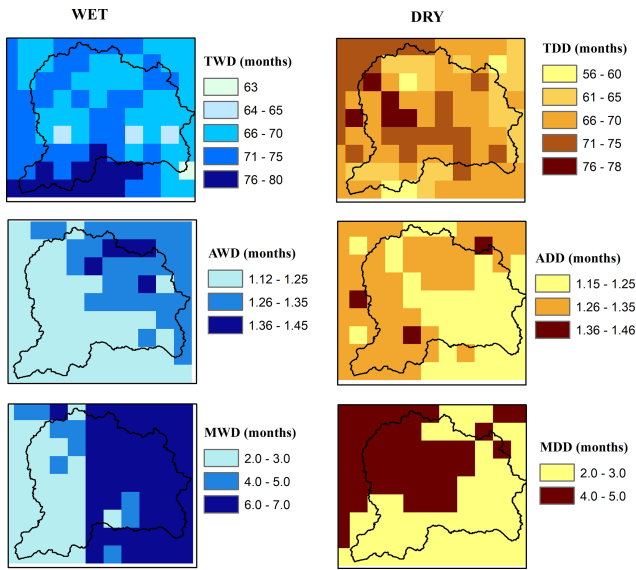 WET
DRY
TWD (months)
63
64 - 65
66 - 70
71 - 75
76 - 80
TDD (months)
56 - 60
61 - 65
66 - 70
71 - 75
76 - 78
AWD (months)
1.12 - 1.25
1.26 - 1.35
1.36 - 1.45
ADD (months)
1.15 - 1.25
1.26 - 1.35
1.36 - 1.46
MWD (months)
2.0 - 3.0
4.0 - 5.0
6.0 - 7.0
MDD (months)
2.0 - 3.0
4.0 - 5.0